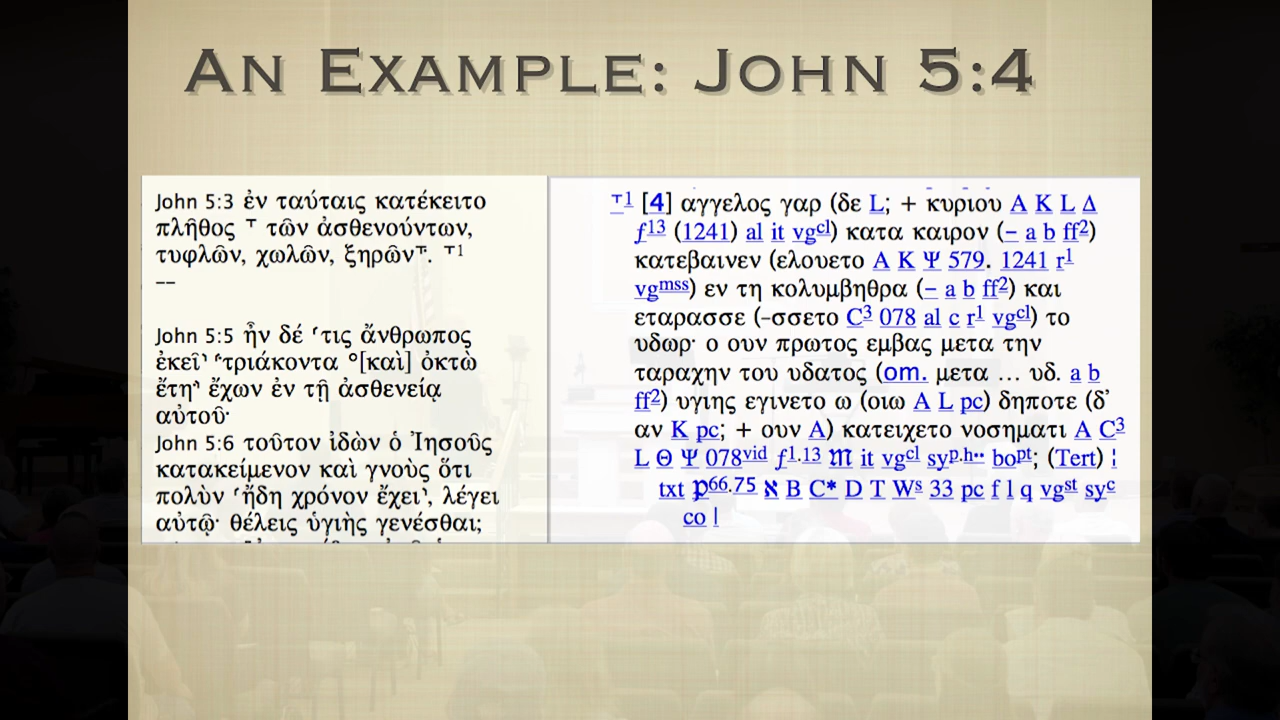 An Example: John 5:4
John 5:3 ἐν ταύταις κατέκειτο
πλῆθος ⸆ τῶν ἀσθενούντων,
τυφλῶν, χωλῶν, ξηρῶν⸆. ⸆1
--
John 5:5 ἦν δέ ⸂τις ἄνθρωπος
ἐκεῖ⸃ ⸂τριάκοντα °[καὶ] ὀκτὼ
ἔτη⸃ ἔχων ἐν τῇ ἀσθενείᾳ
αὐτοῦ·
John 5:6 τοῦτον ἰδὼν ὁ Ἰησοῦς
κατακείμενον καὶ γνοὺς ὅτι
πολὺν ⸂ἤδη χρόνον ἔχει⸃, λέγει
αὐτῷ· θέλεις ὑγιὴς γενέσθαι;
⸆1 [4] αγγελος γαρ (δε L; + κυριου A K L Δ
ƒ13 (1241) al it vgcl) κατα καιρον (– a b ff2)
κατεβαινεν (ελουετο A K Ψ 579. 1241 r1
vgmss) εν τη κολυμβηθρα (– a b ff2) και
εταρασσε (–σσετο C3 078 al c r1 vgcl) το
υδωρ· ο ουν πρωτος εμβας μετα την
ταραχην του υδατος (om. μετα … υδ. a b
ff2) υγιης εγινετο ω (οιω A L pc) δηποτε (δ’
αν K pc; + ουν A) κατειχετο νοσηματι A C3
L Θ Ψ 078vid ƒ1.13 𝔐 it vgcl syp.h** bopt; (Tert) ¦
txt 𝔓66.75 ℵ B C* D T Ws 33 pc f l q vgst syc
co |